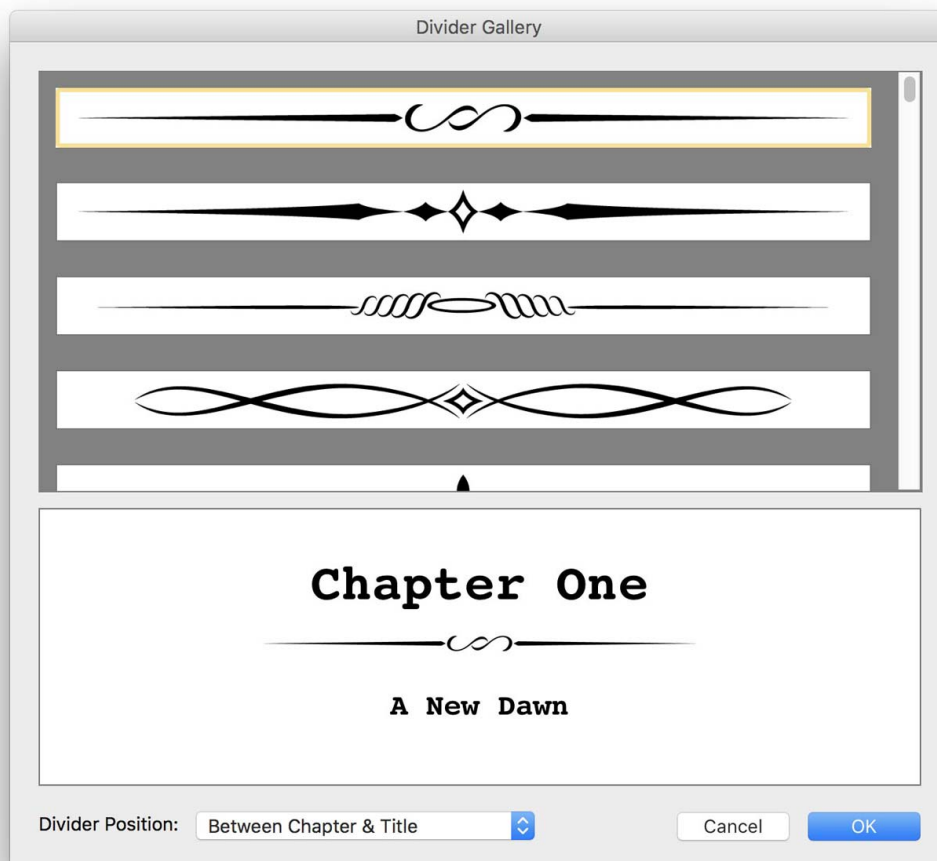 Divider Gallery
Chapter One
A New Dawn
Divider Position: Between Chapter & Title Cancel OK